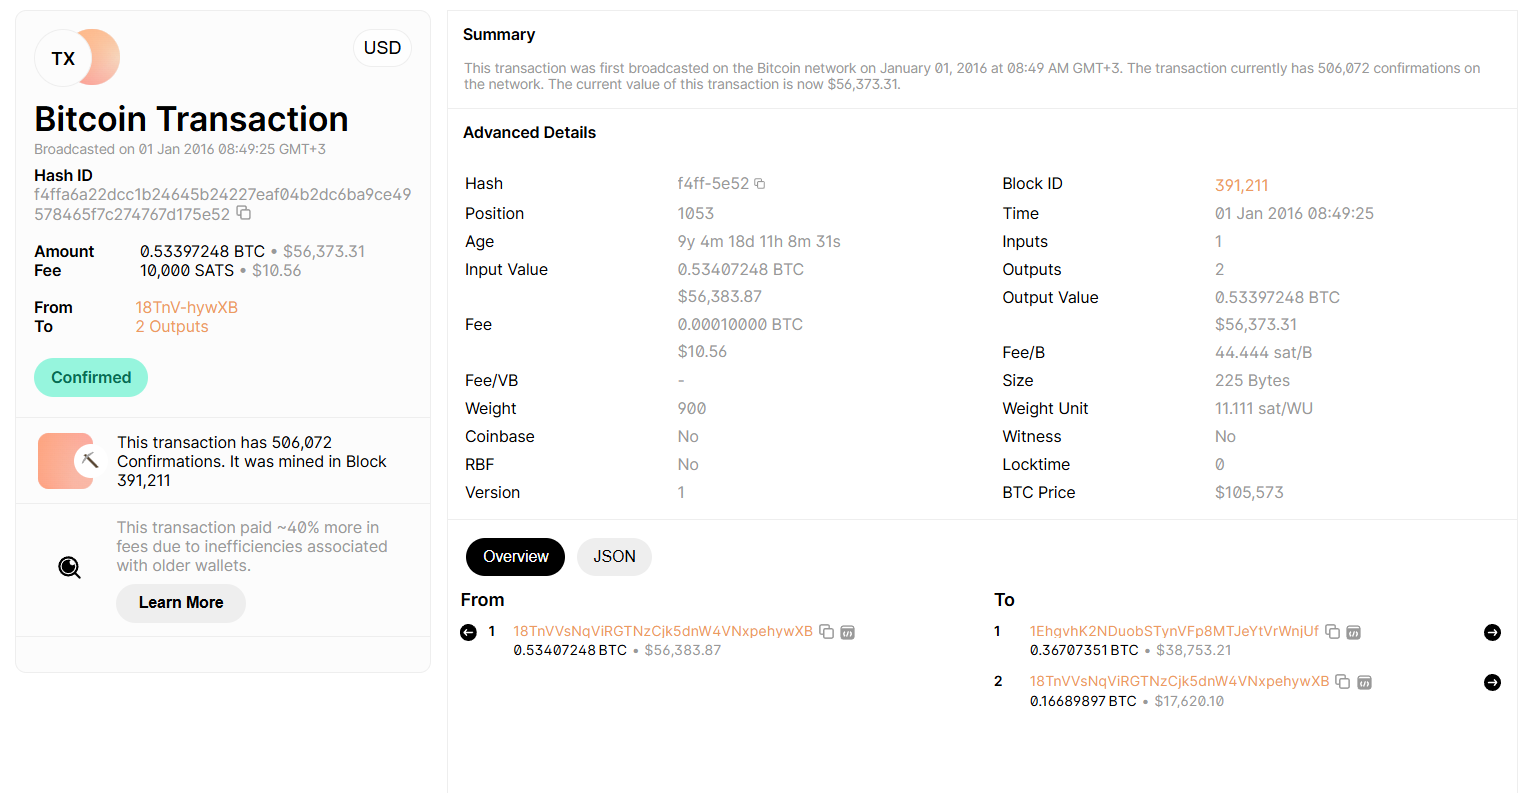 TX
USD
Bitcoin Transaction
Broadcasted on 01 Jan 2016 08:49:25 GMT+3
Hash ID
f4ffa6a22dcc1b24645b24227eaf04b2dc6ba9ce49
578465f7c274767d175e52
Amount 0.53397248 BTC • $56,373.31
Fee 10,000 SATS • $10.56
From 18TnV-hywXB
To 2 Outputs
Confirmed
This transaction has 506,072
Confirmations. It was mined in Block
391,211
This transaction paid ~40% more in
fees due to inefficiencies associated
with older wallets.
Learn More
Summary
This transaction was first broadcasted on the Bitcoin network on January 01, 2016 at 08:49 AM GMT+3. The transaction currently has 506,072 confirmations on
the network. The current value of this transaction is now $56,373.31.
Advanced Details
Hash f4ff-5e52
Position 1053
Age 9y 4m 18d 11h 8m 31s
Input Value 0.53407248 BTC
$56,383.87
Fee 0.00010000 BTC
$10.56
Fee/VB -
Weight 900
Coinbase No
RBF No
Version 1
Block ID 391,211
Time 01 Jan 2016 08:49:25
Inputs 1
Outputs 2
Output Value 0.53397248 BTC
$56,373.31
Fee/B 44.444 sat/B
Size 225 Bytes
Weight Unit 11.111 sat/WU
Witness No
Locktime 0
BTC Price $105,573
Overview JSON
From
1 18TnVVsNqViRGTNzCjk5dnW4VNxpehywXB
0.53407248 BTC • $56,383.87
To
1 1EhgvhK2NDuobSTynVFp8MTJeYtVrWnjUf
0.36707351 BTC • $38,753.21
2 18TnVVsNqViRGTNzCjk5dnW4VNxpehywXB
0.16689897 BTC • $17,620.10